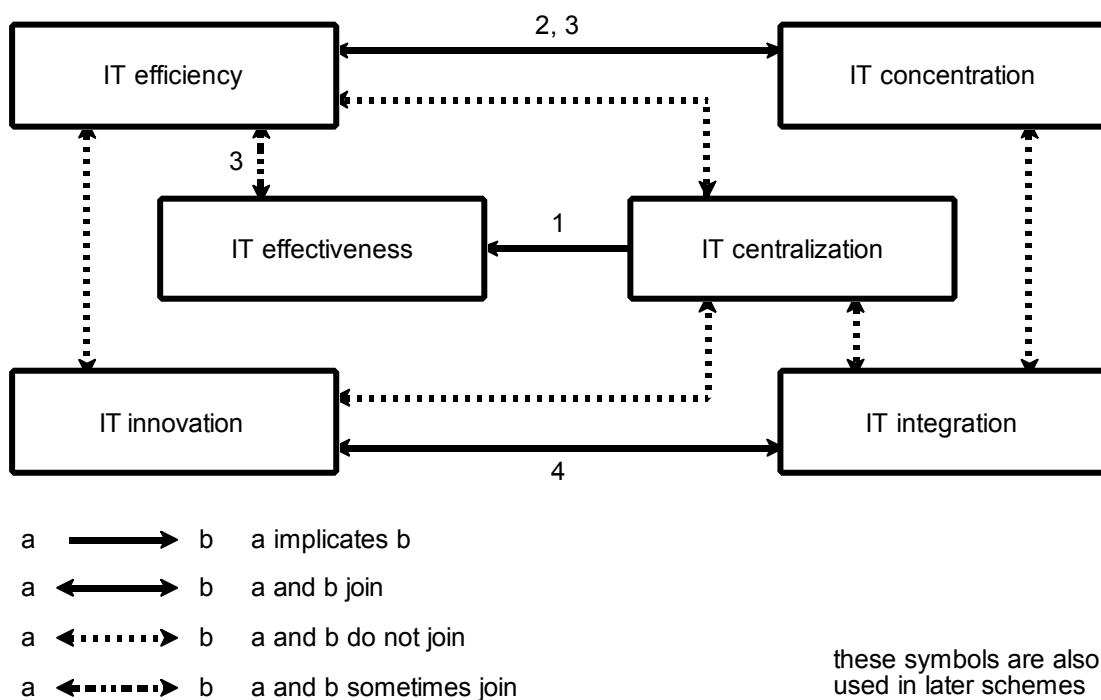 2, 3
IT efficiency
IT concentration
3
IT effectiveness
1
IT centralization
IT innovation
IT integration
4
a b a implicates b
a b a and b join
a b a and b do not join
a b a and b sometimes join
these symbols are also
used in later schemes